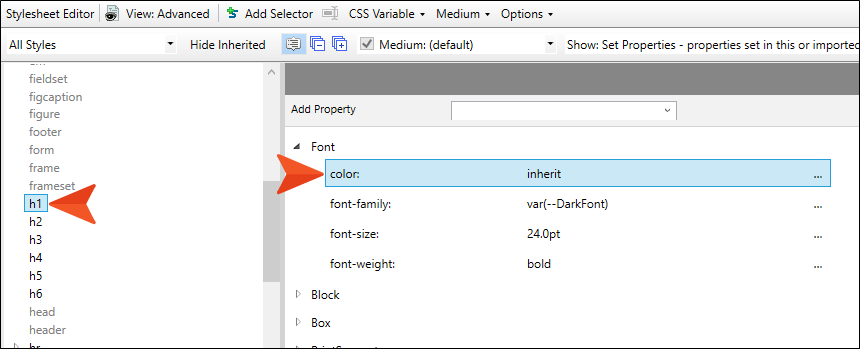 Stylesheet Editor View: Advanced Add Selector CSS Variable Medium Options
All Styles Hide Inherited Medium: (default) Show: Set Properties - properties set in this or imported
fieldset
figcaption
figure
footer
form
frame
frameset
h1
h2
h3
h4
h5
h6
head
header
Add Property
Font
color: inherit ...
font-family: var(--DarkFont) ...
font-size: 24.0pt ...
font-weight: bold ...
Block
Box